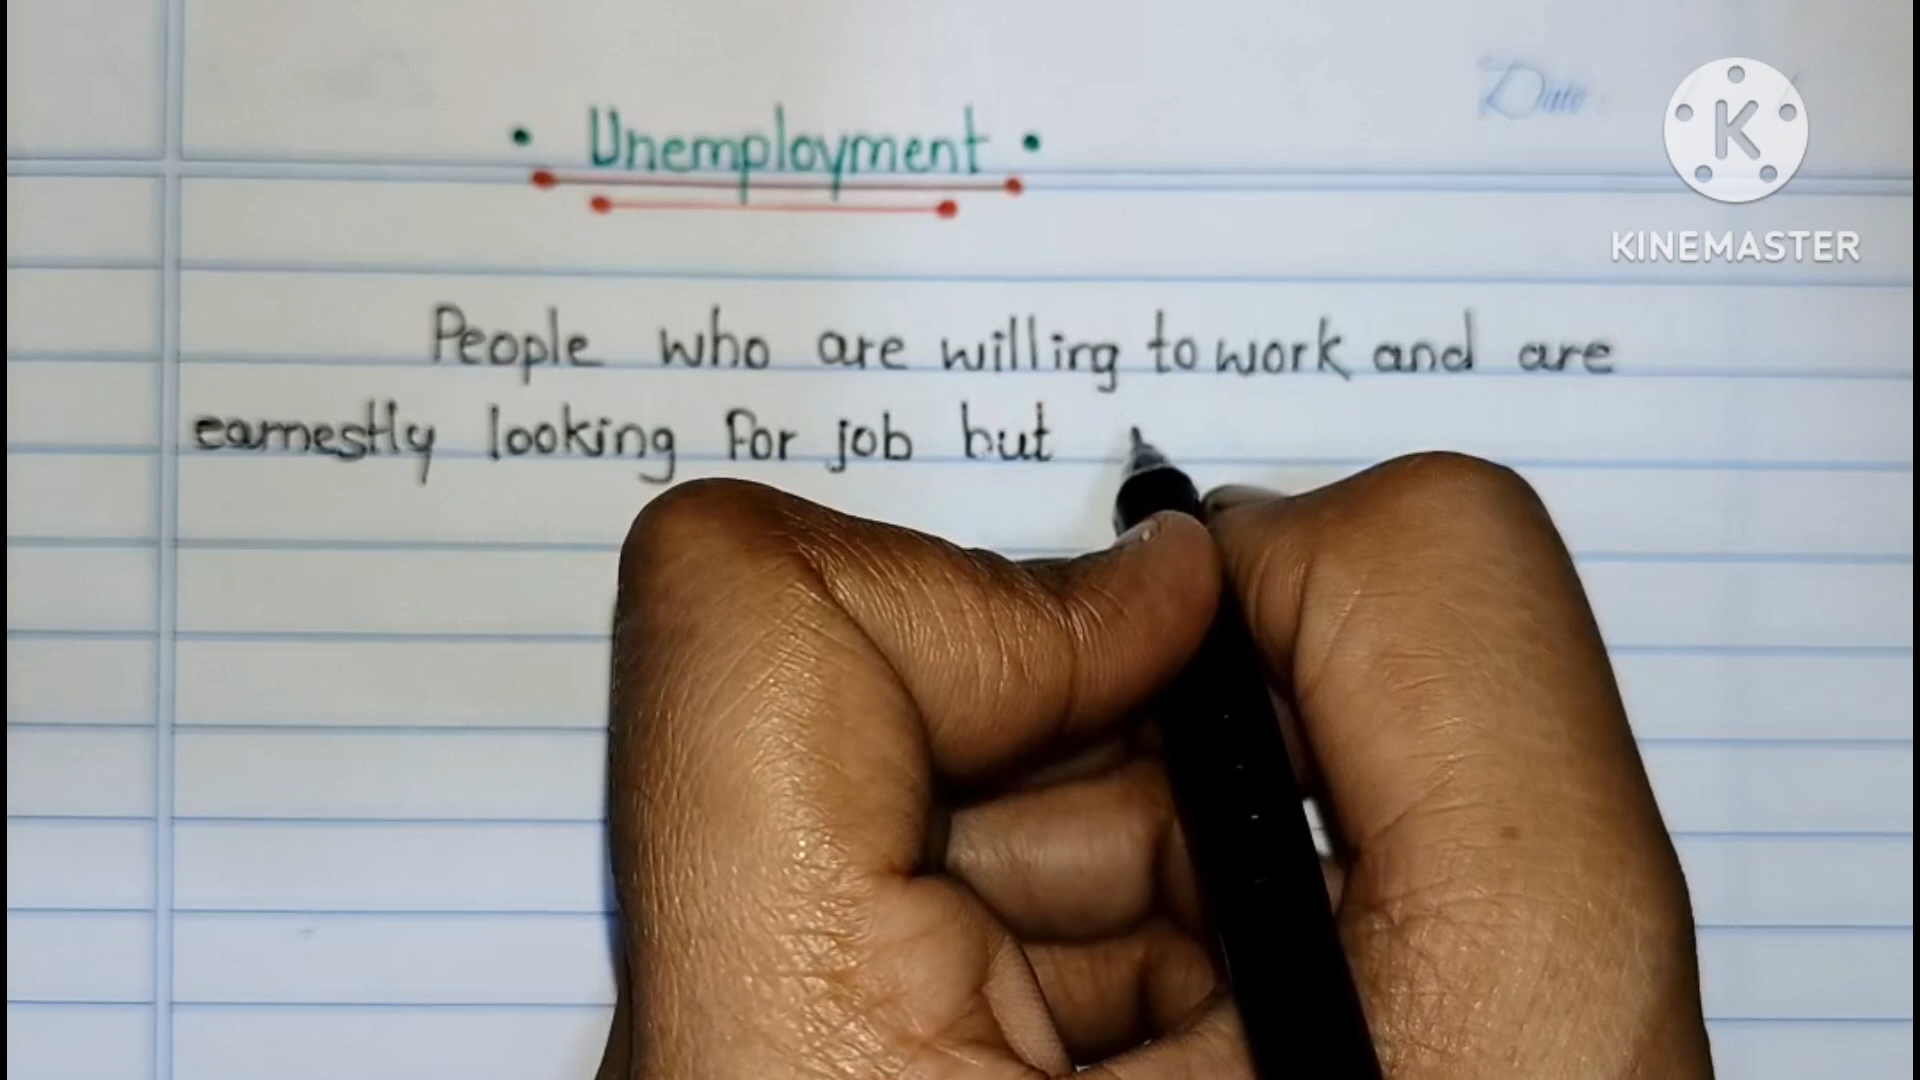 Date
KINEMASTER
• Unemployment •
People who are willing to work and are
earnestly looking for job but